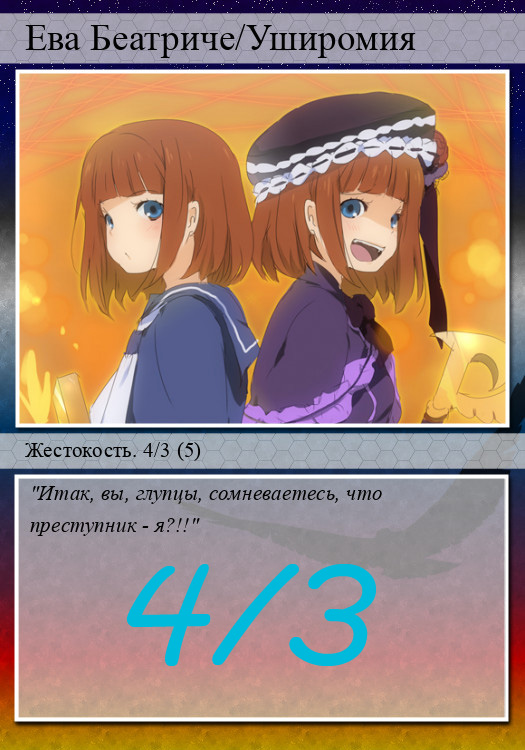 Ева Беатриче/Уширомия
Жестокость. 4/3 (5)
"Итак, вы, глупцы, сомневаетесь, что
преступник - я?!!"
4/3